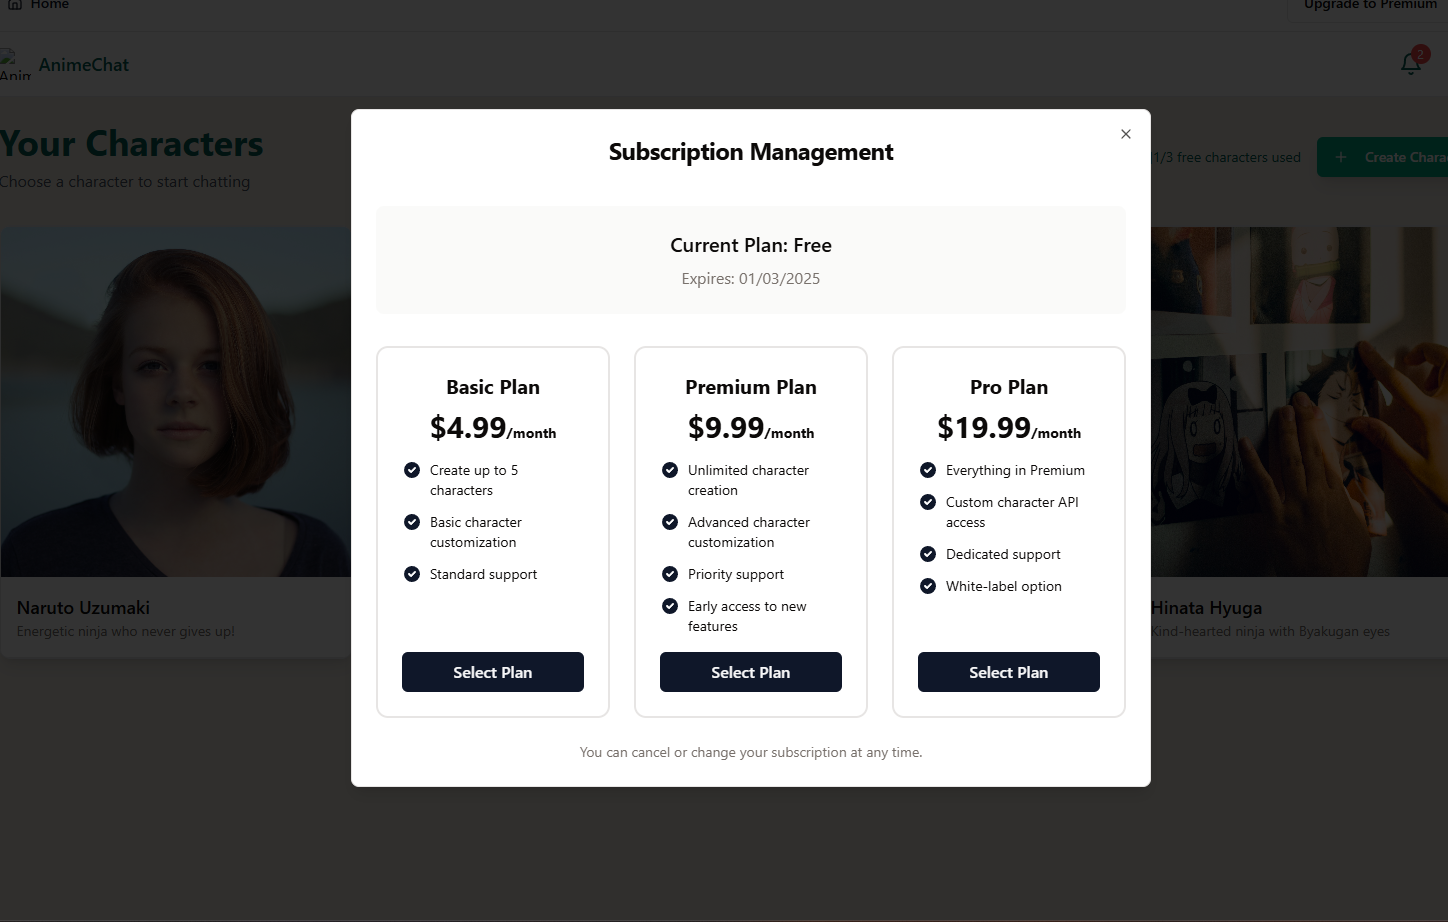 Home
Upgrade to Premium
Anim
AnimeChat
2
Your Characters
Choose a character to start chatting
1/3 free characters used
+ Create Chara
Subscription Management
Current Plan: Free
Expires: 01/03/2025
Basic Plan
$4.99/month
Create up to 5
characters
Basic character
customization
Standard support
Select Plan
Premium Plan
$9.99/month
Unlimited character
creation
Advanced character
customization
Priority support
Early access to new
features
Select Plan
Pro Plan
$19.99/month
Everything in Premium
Custom character API
access
Dedicated support
White-label option
Select Plan
You can cancel or change your subscription at any time.
Naruto Uzumaki
Energetic ninja who never gives up!
Hinata Hyuga
Kind-hearted ninja with Byakugan eyes